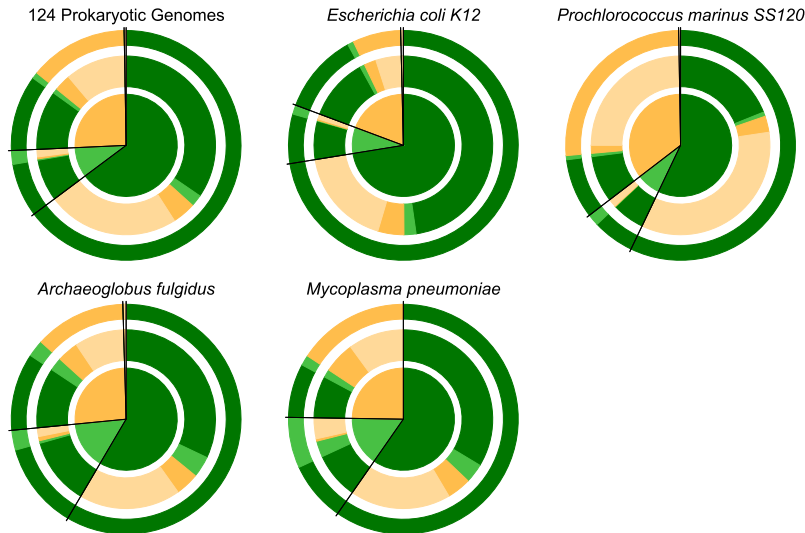 124 Prokaryotic Genomes
Escherichia coli K12
Prochlorococcus marinus SS120
Archaeoglobus fulgidus
Mycoplasma pneumoniae